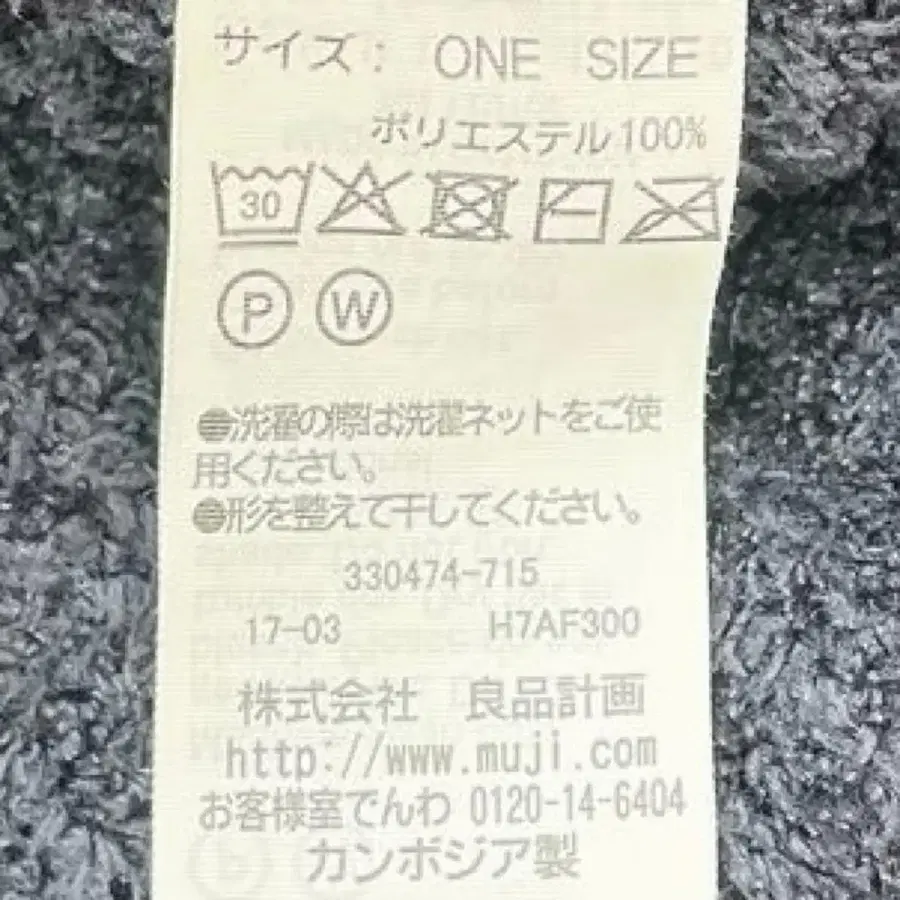 サイズ： ONE SIZE
ポリエステル100%
30
P W
●洗濯の際は洗濯ネットをご使
用ください。
●形を整えて干してください。
330474-715
17-03 H7AF300
株式会社 良品計画
http://www.muji.com
お客様室でんわ 0120-14-6404
カンボジア製